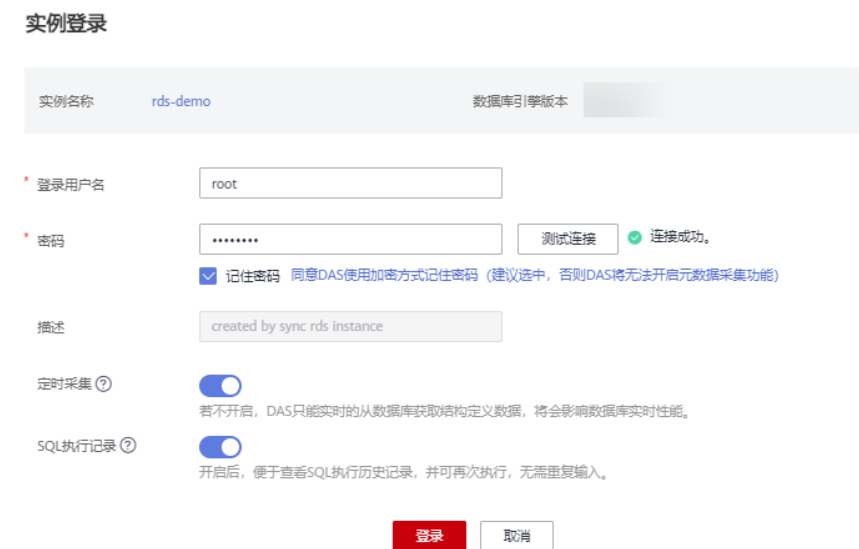 实例登录
实例名称 rds-demo 数据库引擎版本
* 登录用户名 root
* 密码 •••••••• 测试连接 连接成功。
记住密码 同意DAS使用加密方式记住密码（建议选中，否则DAS将无法开启元数据采集功能）
描述 created by sync rds instance
定时采集 ?
若不开启，DAS只能实时的从数据库获取结构定义数据，将会影响数据库实时性能。
SQL执行记录 ?
开启后，便于查看SQL执行历史记录，并可再次执行，无需重复输入。
登录 取消